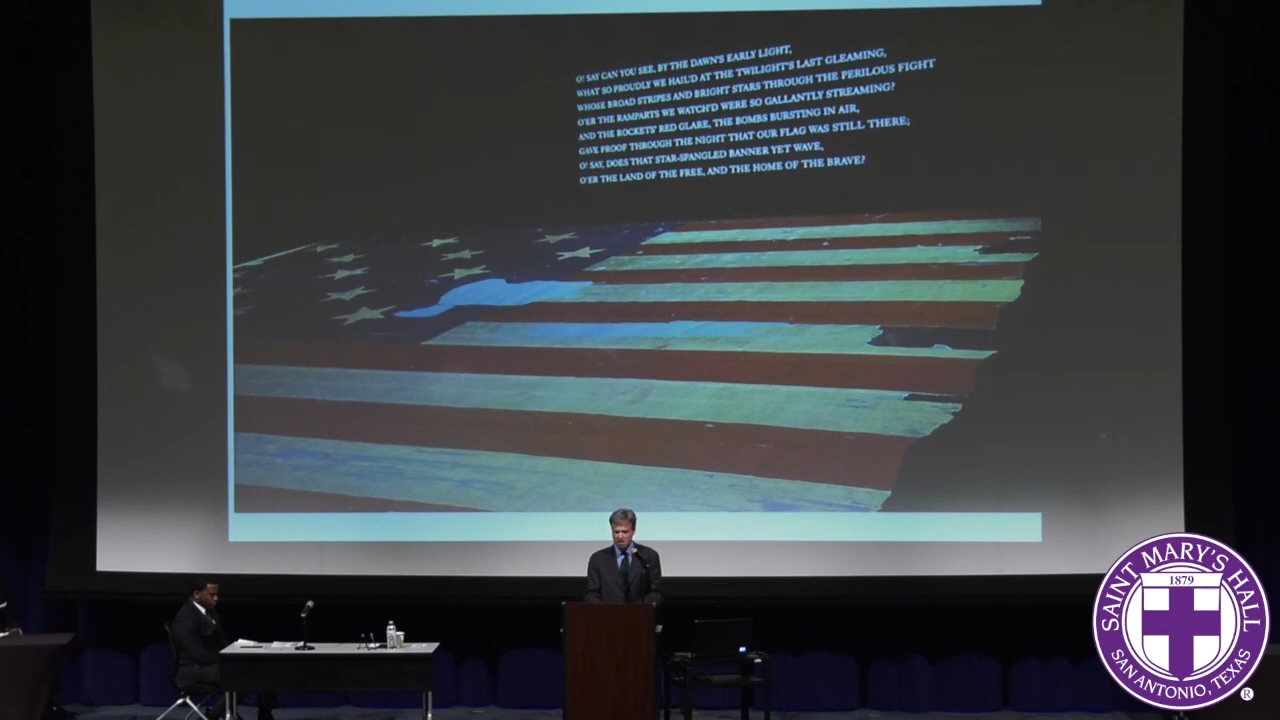 O! SAY CAN YOU SEE, BY THE DAWN'S EARLY LIGHT,
WHAT SO PROUDLY WE HAIL'D AT THE TWILIGHT'S LAST GLEAMING,
WHOSE BROAD STRIPES AND BRIGHT STARS THROUGH THE PERILOUS FIGHT
O'ER THE RAMPARTS WE WATCH'D WERE SO GALLANTLY STREAMING?
AND THE ROCKETS' RED GLARE, THE BOMBS BURSTING IN AIR,
GAVE PROOF THROUGH THE NIGHT THAT OUR FLAG WAS STILL THERE;
O! SAY, DOES THAT STAR-SPANGLED BANNER YET WAVE,
O'ER THE LAND OF THE FREE, AND THE HOME OF THE BRAVE?
SAINT MARY'S HALL
1879
SAN ANTONIO, TEXAS
®